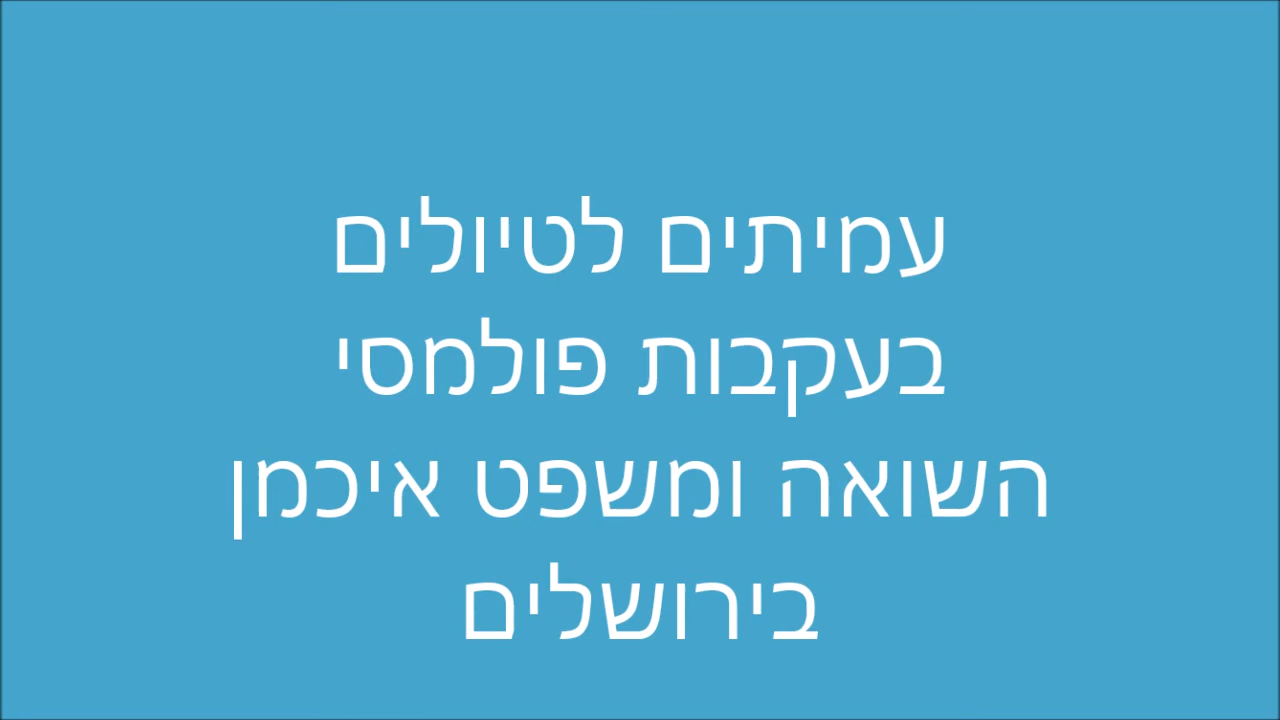 עמיתים לטיולים
בעקבות פולמסי
השואה ומשפט איכמן
בירושלים